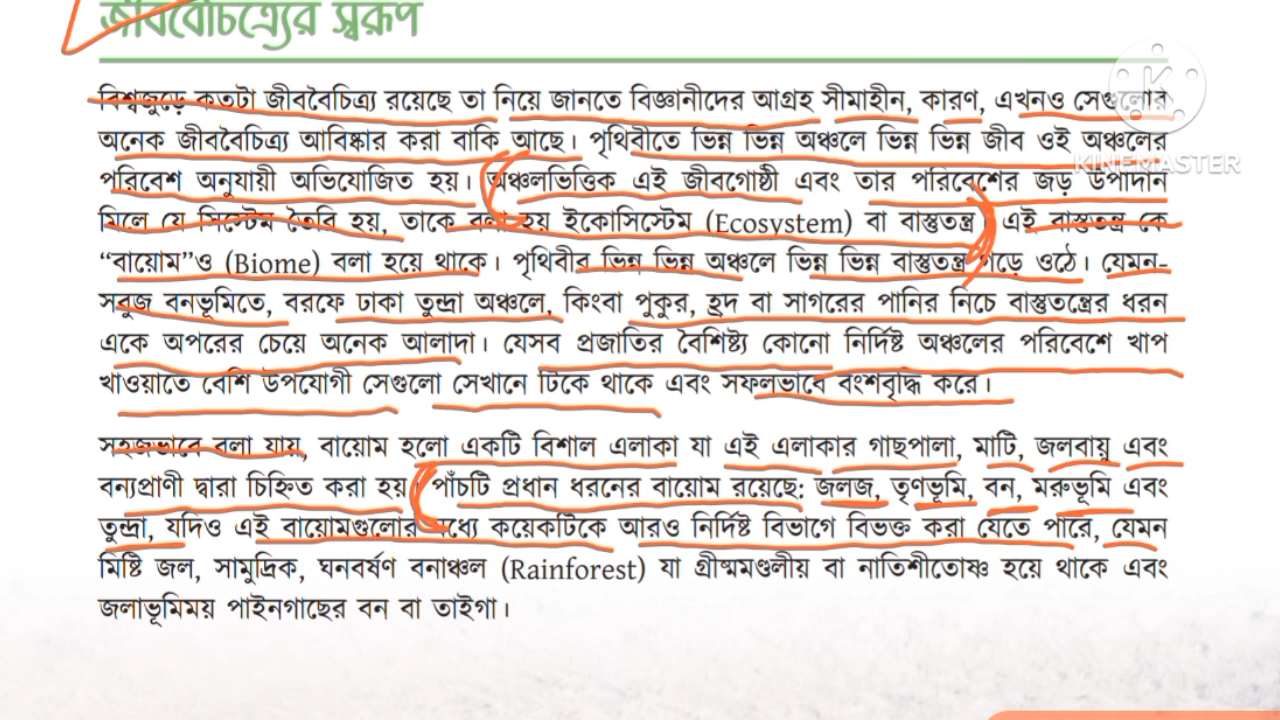 জীববৈচিত্র্যের স্বরূপ
বিশ্বজুড়ে কতটা জীববৈচিত্র্য রয়েছে তা নিয়ে জানতে বিজ্ঞানীদের আগ্রহ সীমাহীন, কারণ, এখনও সেগুলোর
অনেক জীববৈচিত্র্য আবিষ্কার করা বাকি আছে। পৃথিবীতে ভিন্ন ভিন্ন অঞ্চলে ভিন্ন ভিন্ন জীব ওই অঞ্চলের
পরিবেশ অনুযায়ী অভিযোজিত হয়। অঞ্চলভিত্তিক এই জীবগোষ্ঠী এবং তার পরিবেশের জড় উপাদান
মিলে যে সিস্টেম তৈরি হয়, তাকে বলা হয় ইকোসিস্টেম (Ecosystem) বা বাস্তুতন্ত্র এই বাস্তুতন্ত্র কে
“বায়োম”ও (Biome) বলা হয়ে থাকে। পৃথিবীর ভিন্ন ভিন্ন অঞ্চলে ভিন্ন ভিন্ন বাস্তুতন্ত্র গড়ে ওঠে। যেমন-
সবুজ বনভূমিতে, বরফে ঢাকা তুন্দ্রা অঞ্চলে, কিংবা পুকুর, হ্রদ বা সাগরের পানির নিচে বাস্তুতন্ত্রের ধরন
একে অপরের চেয়ে অনেক আলাদা। যেসব প্রজাতির বৈশিষ্ট্য কোনো নির্দিষ্ট অঞ্চলের পরিবেশে খাপ
খাওয়াতে বেশি উপযোগী সেগুলো সেখানে টিকে থাকে এবং সফলভাবে বংশবৃদ্ধি করে।
সহজভাবে বলা যায়, বায়োম হলো একটি বিশাল এলাকা যা এই এলাকার গাছপালা, মাটি, জলবায়ু এবং
বন্যপ্রাণী দ্বারা চিহ্নিত করা হয় পাঁচটি প্রধান ধরনের বায়োম রয়েছে: জলজ, তৃণভূমি, বন, মরুভূমি এবং
তুন্দ্রা, যদিও এই বায়োমগুলোর মধ্যে কয়েকটিকে আরও নির্দিষ্ট বিভাগে বিভক্ত করা যেতে পারে, যেমন
মিষ্টি জল, সামুদ্রিক, ঘনবর্ষণ বনাঞ্চল (Rainforest) যা গ্রীষ্মমণ্ডলীয় বা নাতিশীতোষ্ণ হয়ে থাকে এবং
জলাভূমিময় পাইনগাছের বন বা তাইগা।
K
KINEMASTER